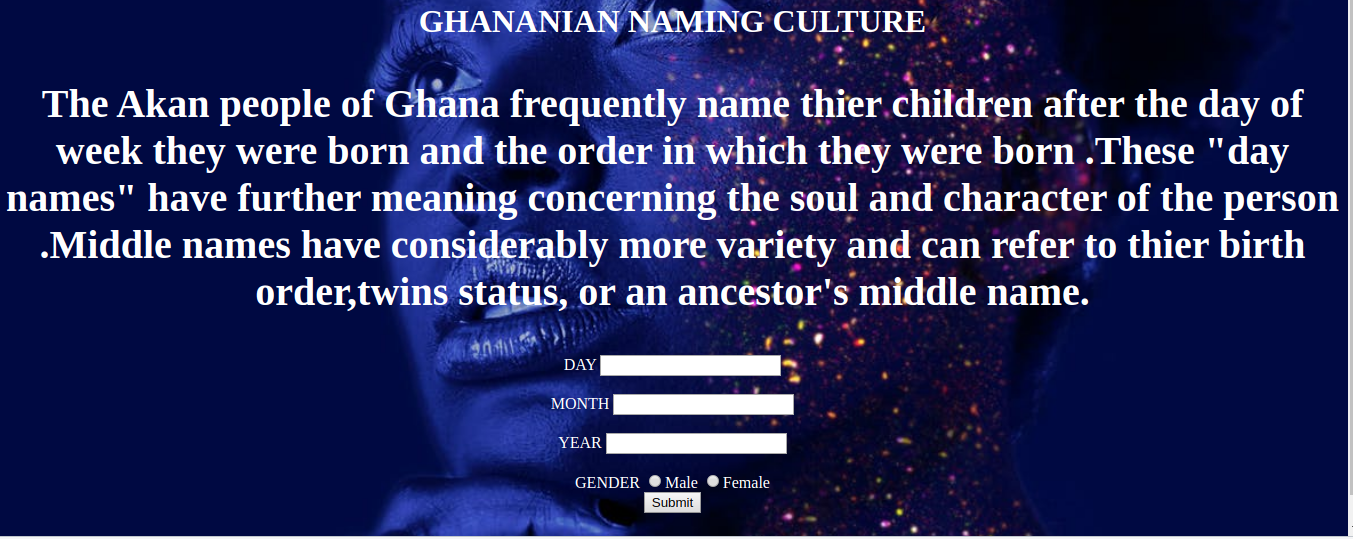 GHANANIAN NAMING CULTURE
The Akan people of Ghana frequently name thier children after the day of
week they were born and the order in which they were born .These "day
names" have further meaning concerning the soul and character of the person
.Middle names have considerably more variety and can refer to thier birth
order,twins status, or an ancestor's middle name.
DAY
MONTH
YEAR
GENDER Male Female
Submit